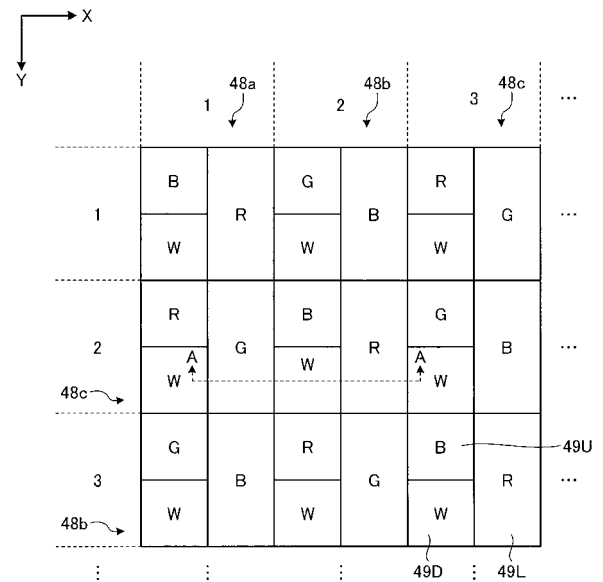 X
Y
48a 48b 48c
1 2 3 ...
B G R
1 R B G ...
W W W
R B G
2 G R B ...
A W A
W W
48c
G R B 49U
3 B G R ...
W W W
48b
49D 49L
⋮ ⋮ ⋮ ⋮